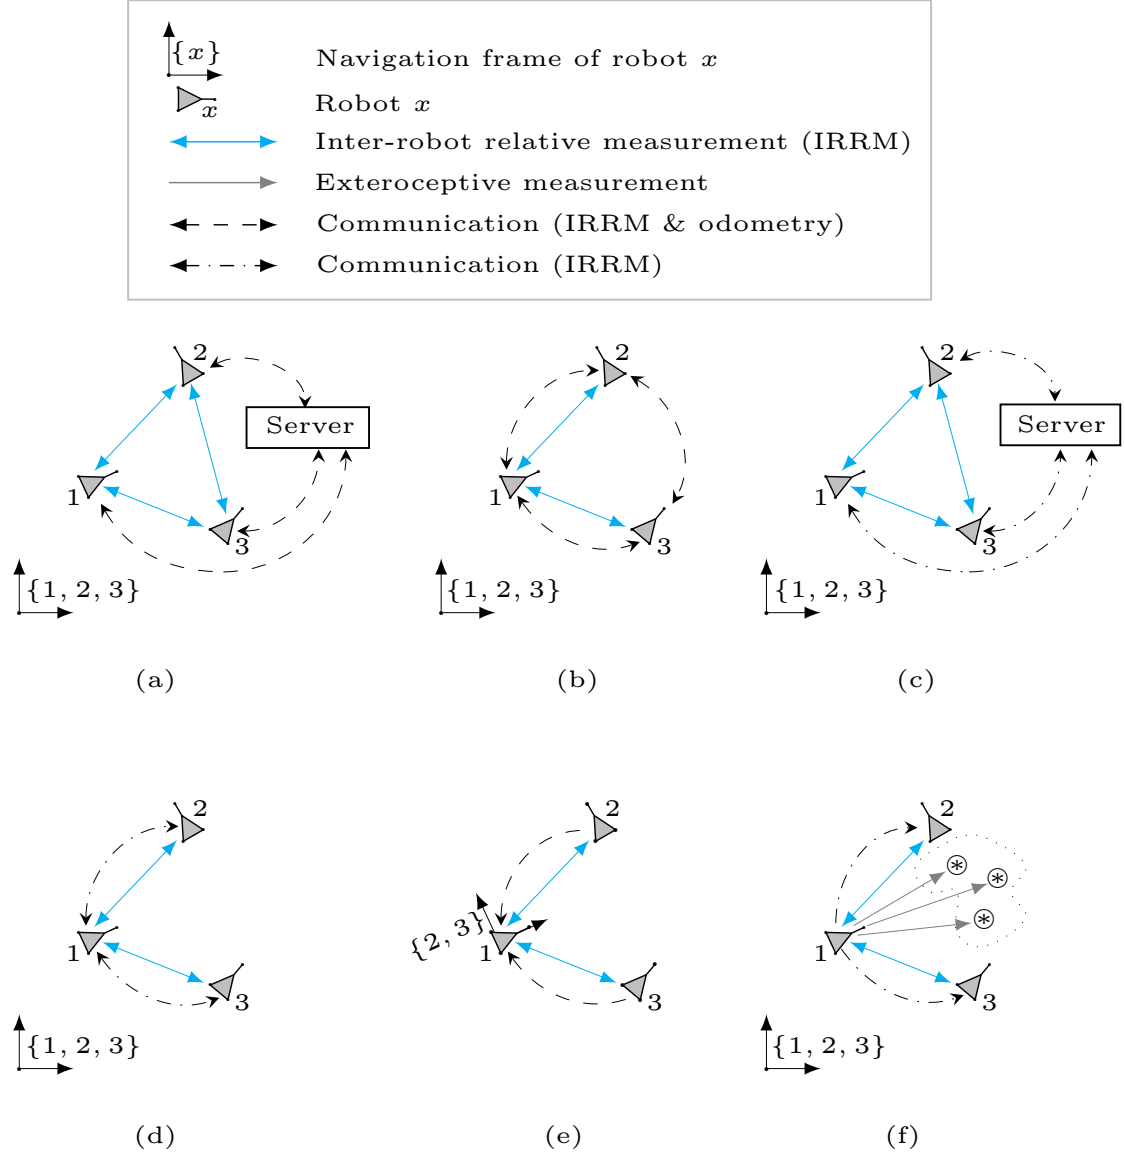 {x}
Navigation frame of robot x
x
Robot x
Inter-robot relative measurement (IRRM)
Exteroceptive measurement
Communication (IRRM & odometry)
Communication (IRRM)
2
Server
1
3
{1, 2, 3}
(a)
2
1
3
{1, 2, 3}
(b)
2
Server
1
3
{1, 2, 3}
(c)
2
1
3
{1, 2, 3}
(d)
2
{2, 3}
1
3
(e)
2
1
3
{1, 2, 3}
(f)